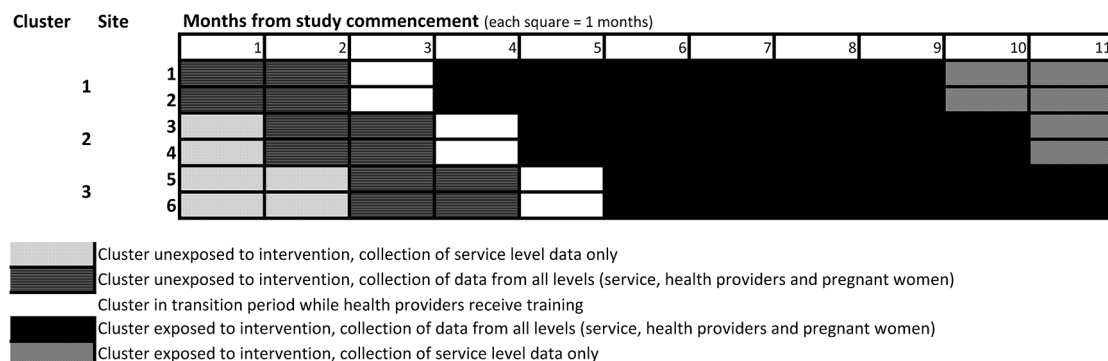 Cluster Site Months from study commencement (each square = 1 months)
1 2 3 4 5 6 7 8 9 10 11
1
1
2
3
2
4
5
3
6
Cluster unexposed to intervention, collection of service level data only
Cluster unexposed to intervention, collection of data from all levels (service, health providers and pregnant women)
Cluster in transition period while health providers receive training
Cluster exposed to intervention, collection of data from all levels (service, health providers and pregnant women)
Cluster exposed to intervention, collection of service level data only